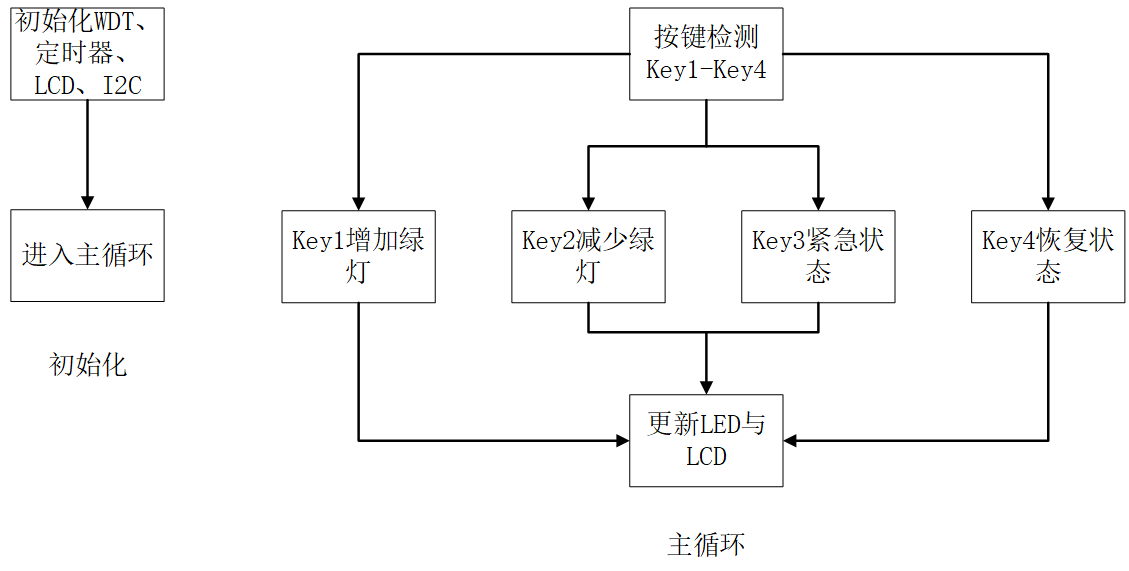 初始化WDT、
定时器、
LCD、I2C
进入主循环
初始化
按键检测
Key1-Key4
Key1增加绿
灯
Key2减少绿
灯
Key3紧急状
态
Key4恢复状
态
更新LED与
LCD
主循环